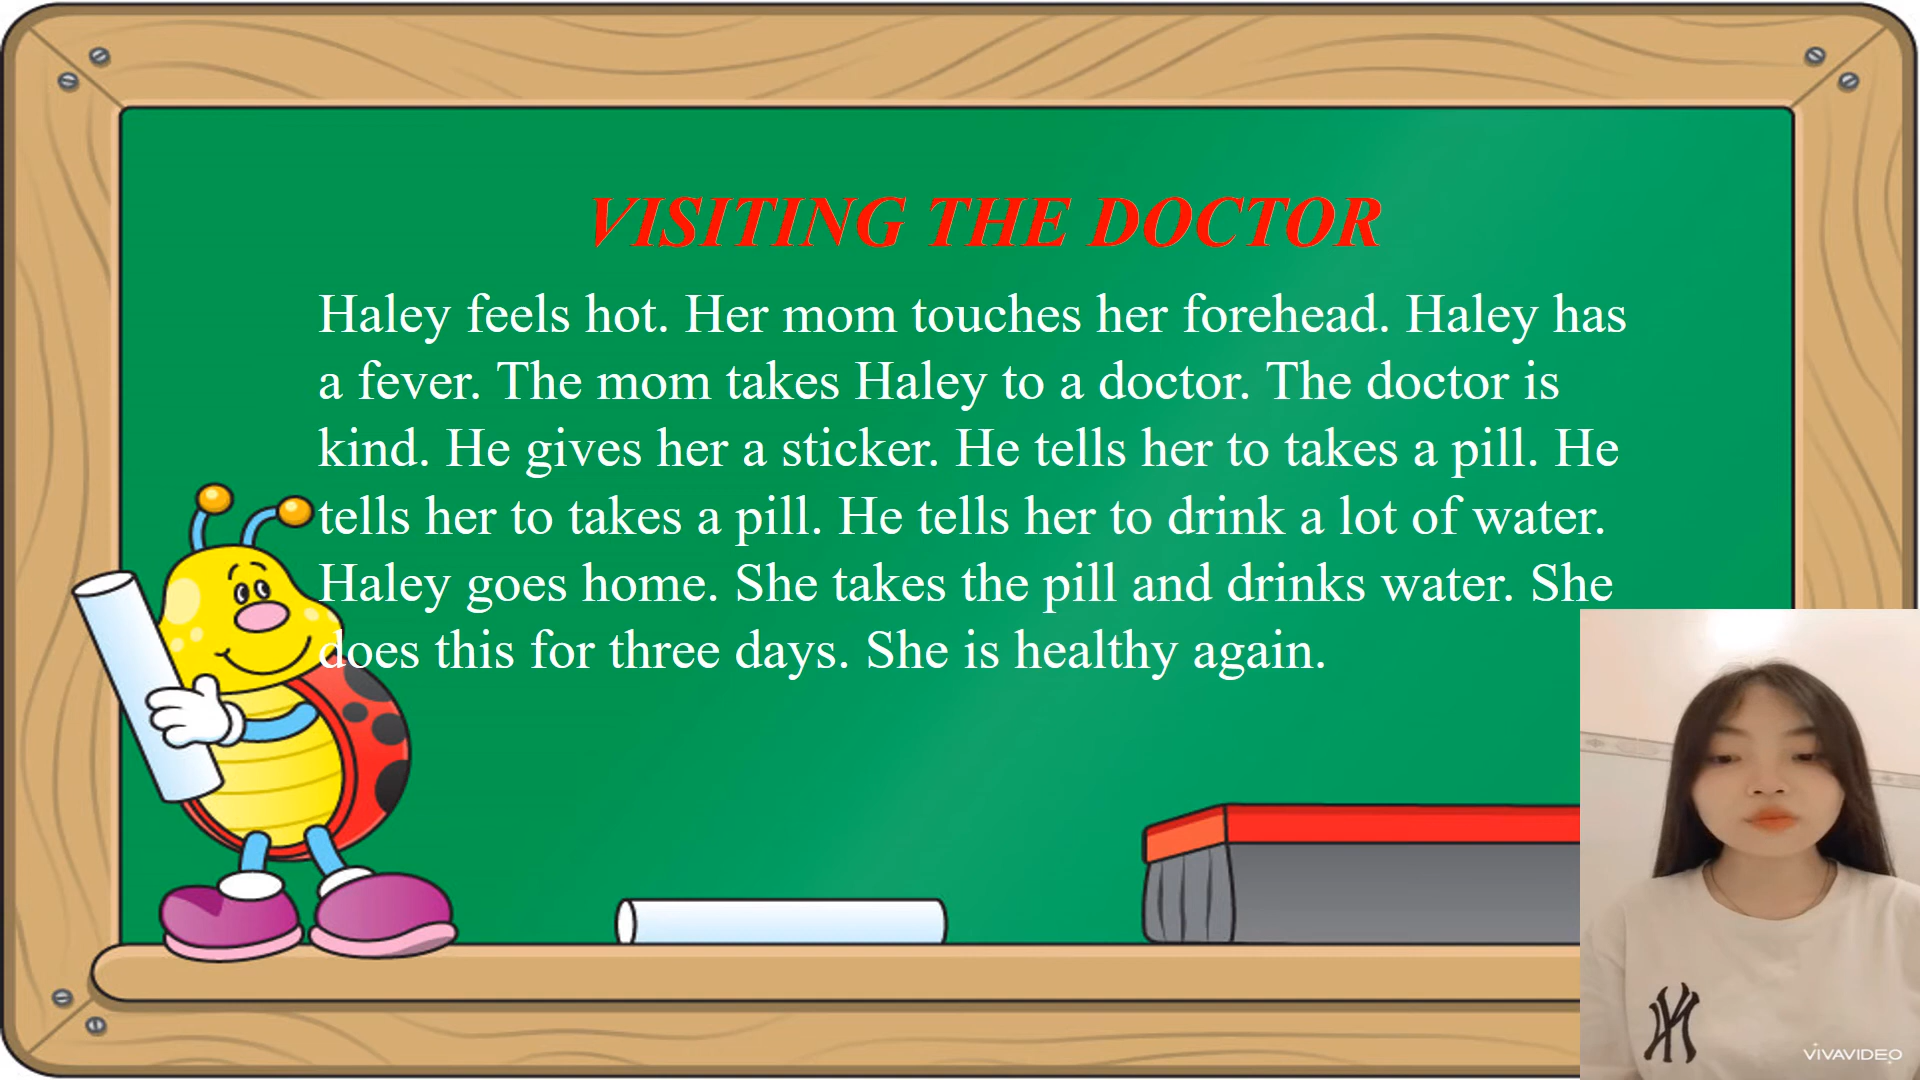 VISITING THE DOCTOR
Haley feels hot. Her mom touches her forehead. Haley has
a fever. The mom takes Haley to a doctor. The doctor is
kind. He gives her a sticker. He tells her to takes a pill. He
tells her to takes a pill. He tells her to drink a lot of water.
Haley goes home. She takes the pill and drinks water. She
does this for three days. She is healthy again.
NY
VIVAVIDEO